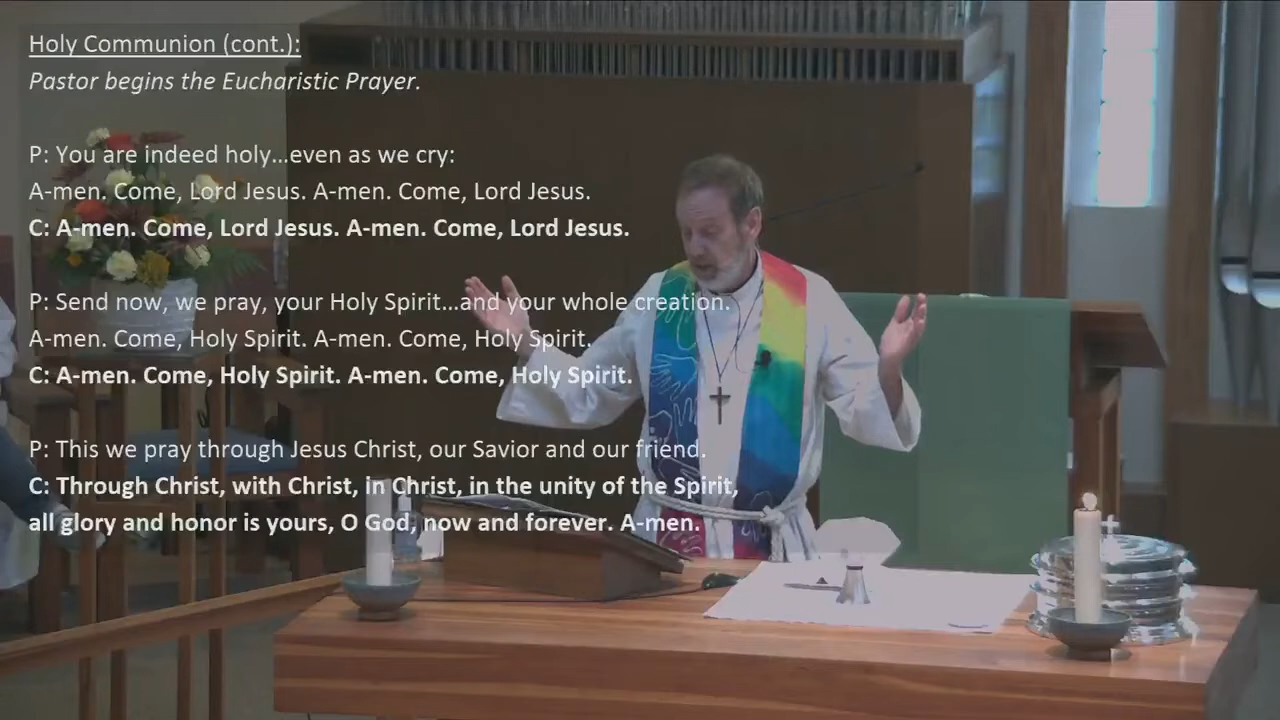 Holy Communion (cont.):
Pastor begins the Eucharistic Prayer.
P: You are indeed holy…even as we cry:
A-men. Come, Lord Jesus. A-men. Come, Lord Jesus.
C: A-men. Come, Lord Jesus. A-men. Come, Lord Jesus.
P: Send now, we pray, your Holy Spirit…and your whole creation.
A-men. Come, Holy Spirit. A-men. Come, Holy Spirit.
C: A-men. Come, Holy Spirit. A-men. Come, Holy Spirit.
P: This we pray through Jesus Christ, our Savior and our friend.
C: Through Christ, with Christ, in Christ, in the unity of the Spirit,
all glory and honor is yours, O God, now and forever. A-men.